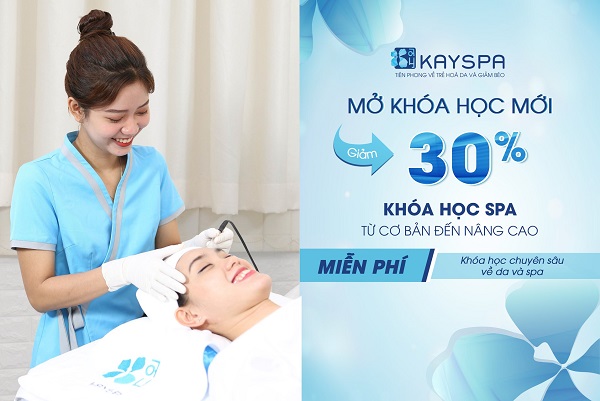 KAYSPA
TIÊN PHONG VỀ TRẺ HOÁ DA VÀ GIẢM BÉO
MỞ KHÓA HỌC MỚI
Giảm
30%
KHÓA HỌC SPA
TỪ CƠ BẢN ĐẾN NÂNG CAO
MIỄN PHÍ
Khóa học chuyên sâu
về da và spa